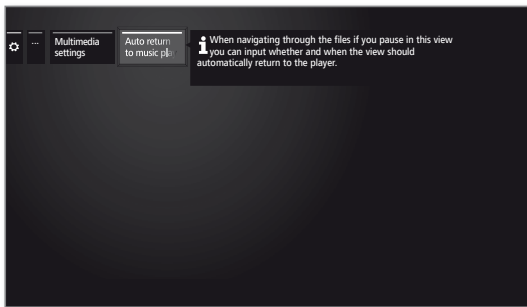 ...
Multimedia
settings
Auto return
to music play
When navigating through the files if you pause in this view
you can input whether and when the view should
automatically return to the player.